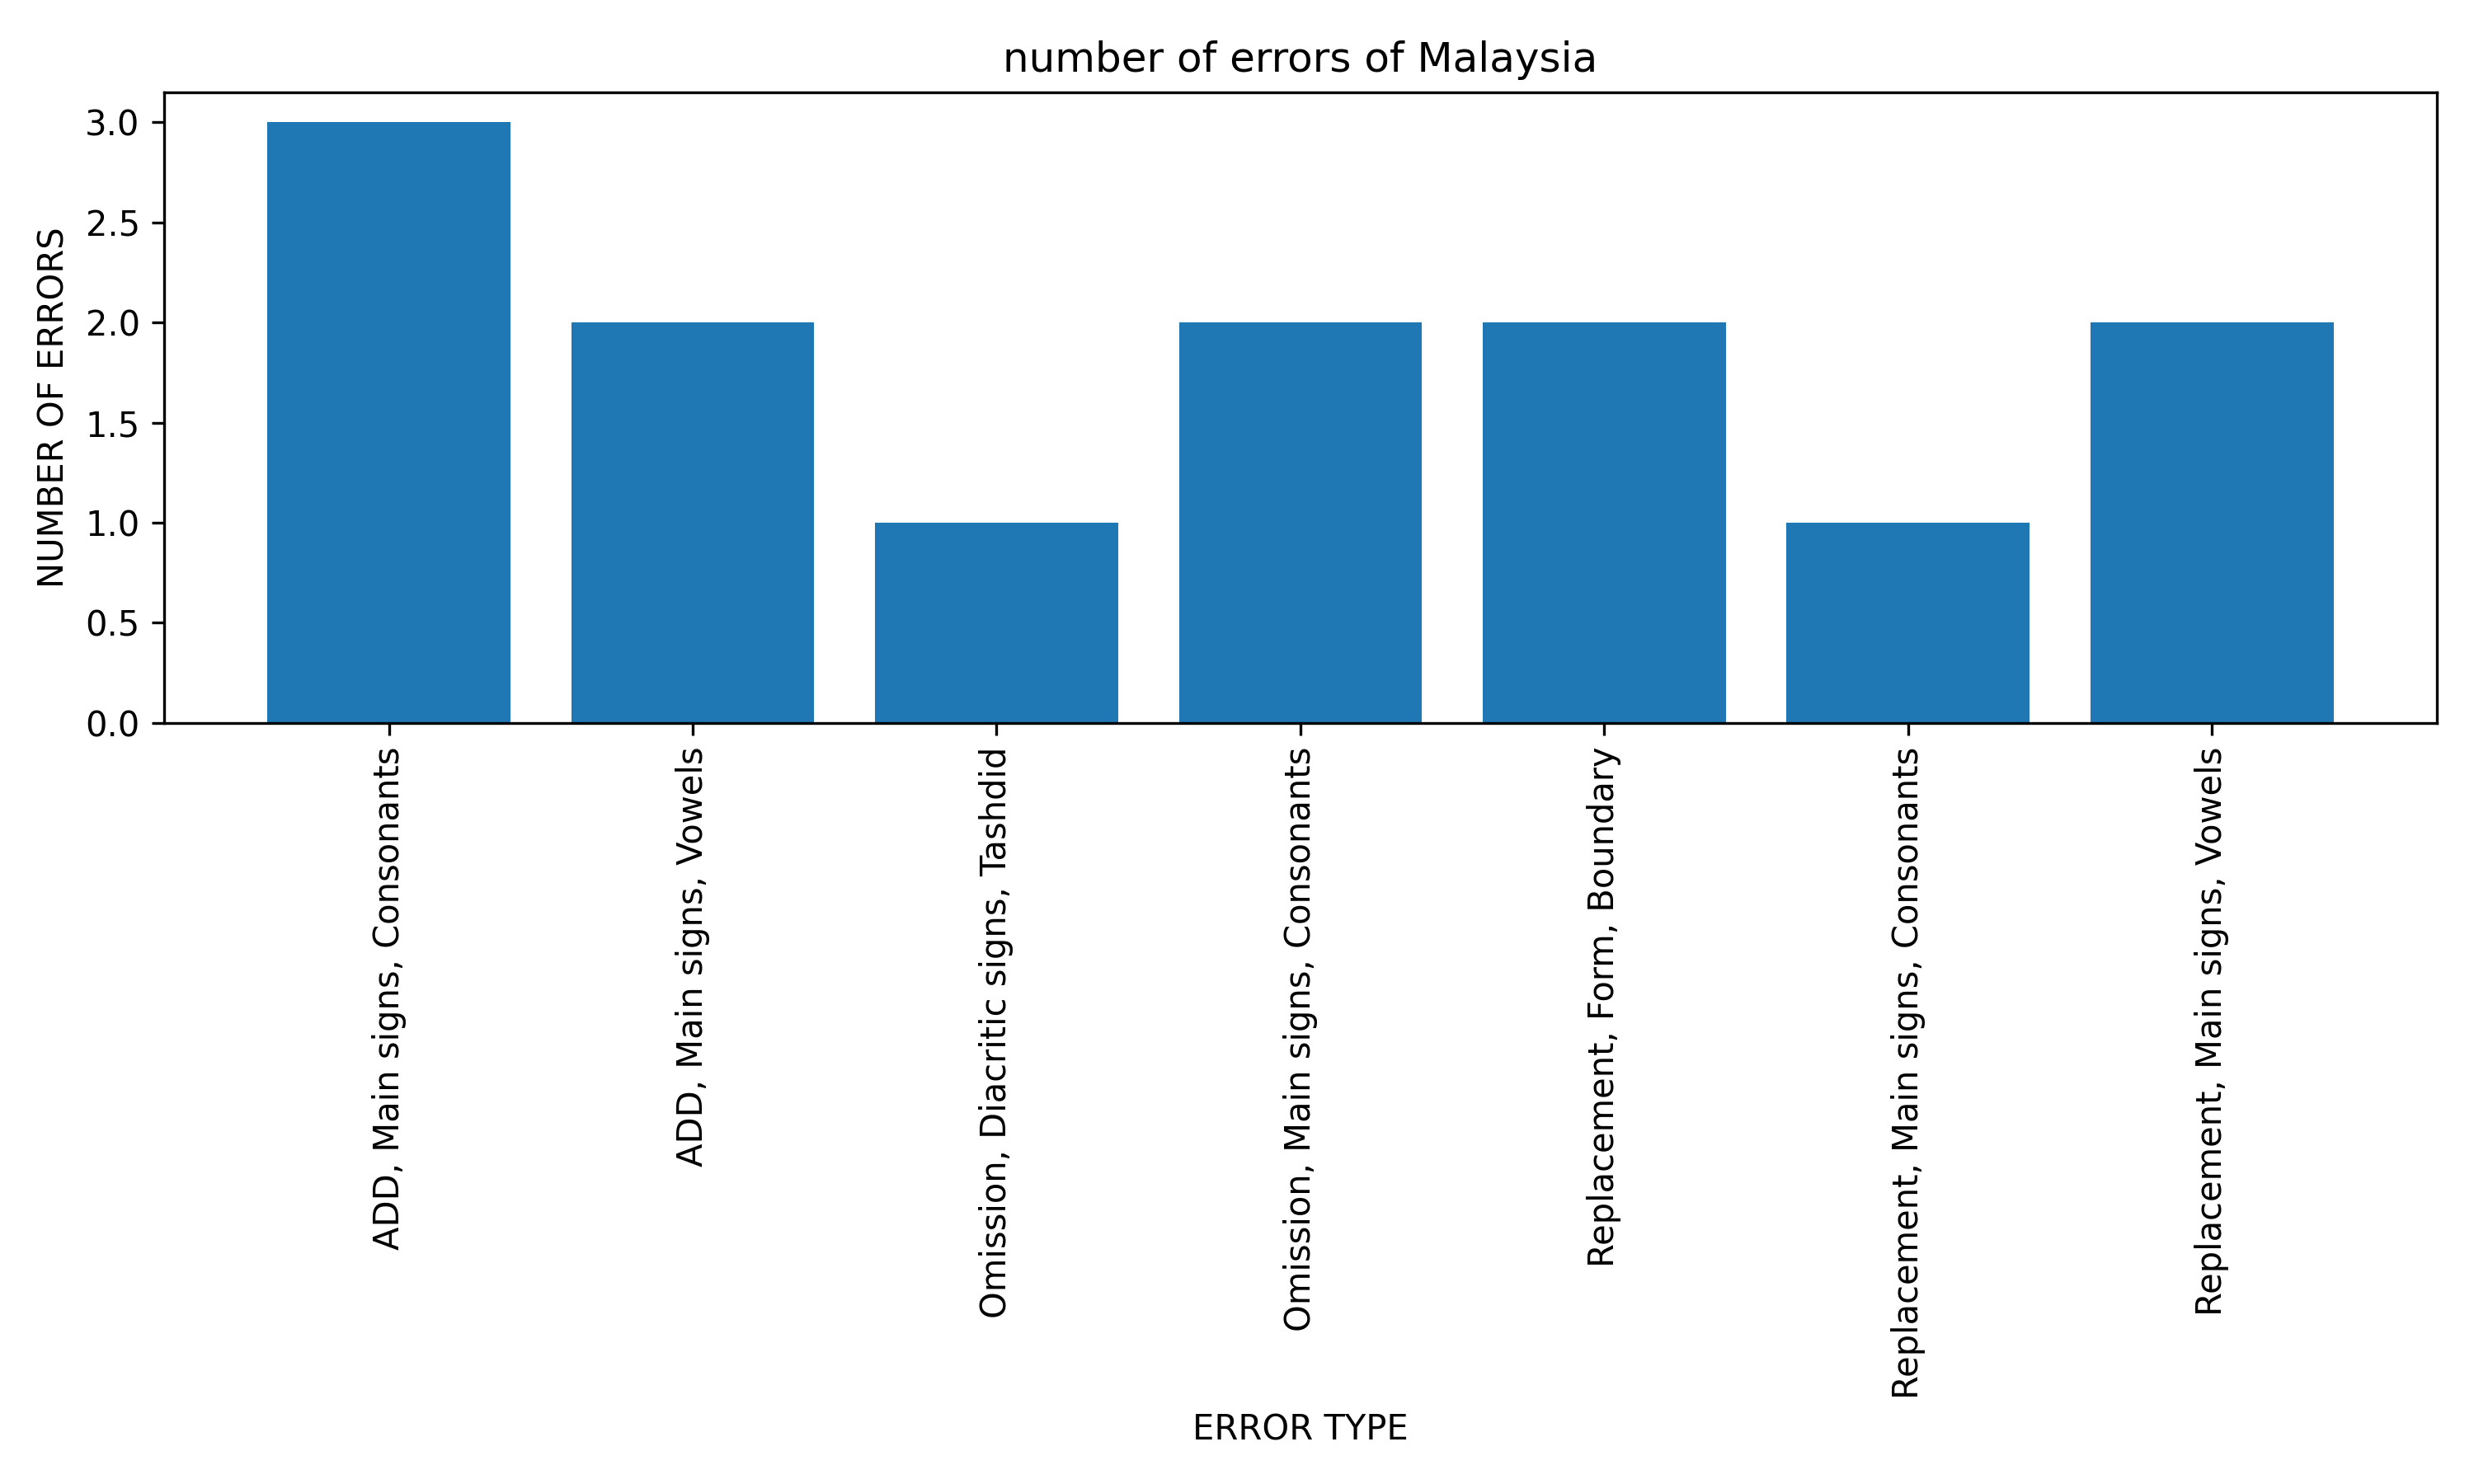 number of errors of Malaysia
NUMBER OF ERRORS
3.0
2.5
2.0
1.5
1.0
0.5
0.0
ADD, Main signs, Consonants
ADD, Main signs, Vowels
Omission, Diacritic signs, Tashdid
Omission, Main signs, Consonants
Replacement, Form, Boundary
Replacement, Main signs, Consonants
Replacement, Main signs, Vowels
ERROR TYPE